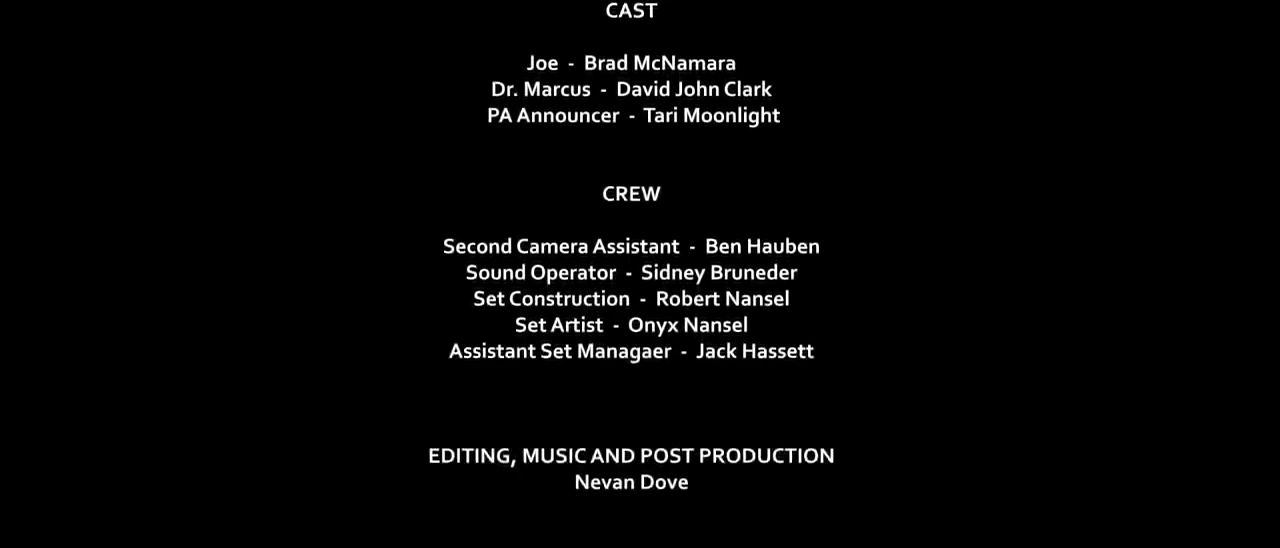 CAST
Joe - Brad McNamara
Dr. Marcus - David John Clark
PA Announcer - Tari Moonlight
CREW
Second Camera Assistant - Ben Hauben
Sound Operator - Sidney Bruneder
Set Construction - Robert Nansel
Set Artist - Onyx Nansel
Assistant Set Managaer - Jack Hassett
EDITING, MUSIC AND POST PRODUCTION
Nevan Dove